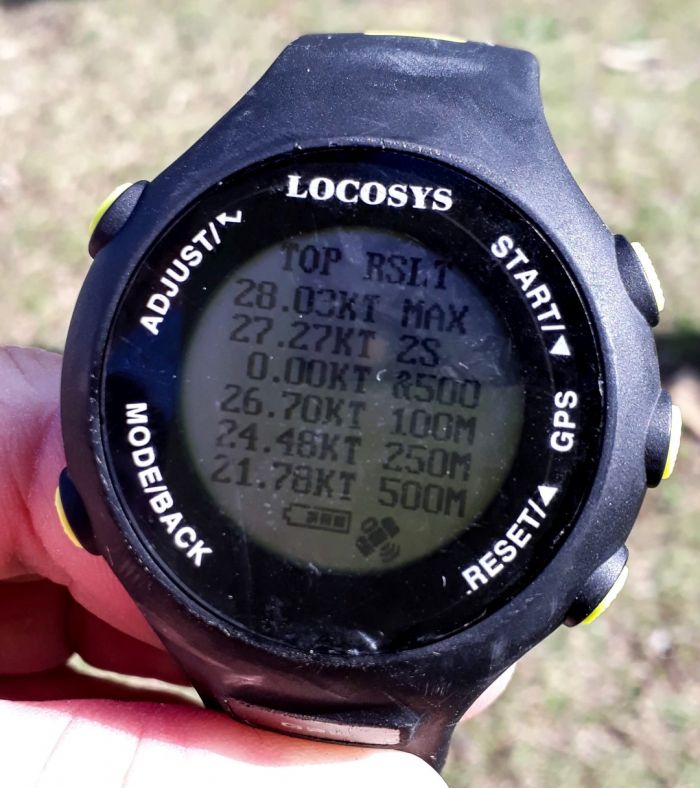 LOCOSYS
ADJUST/
START/▼
TOP RSLT
28.03KT MAX
27.27KT 2S
0.00KT &500
26.70KT 100M
24.48KT 250M
21.78KT 500M
GPS
MODE/BACK
RESET/▲